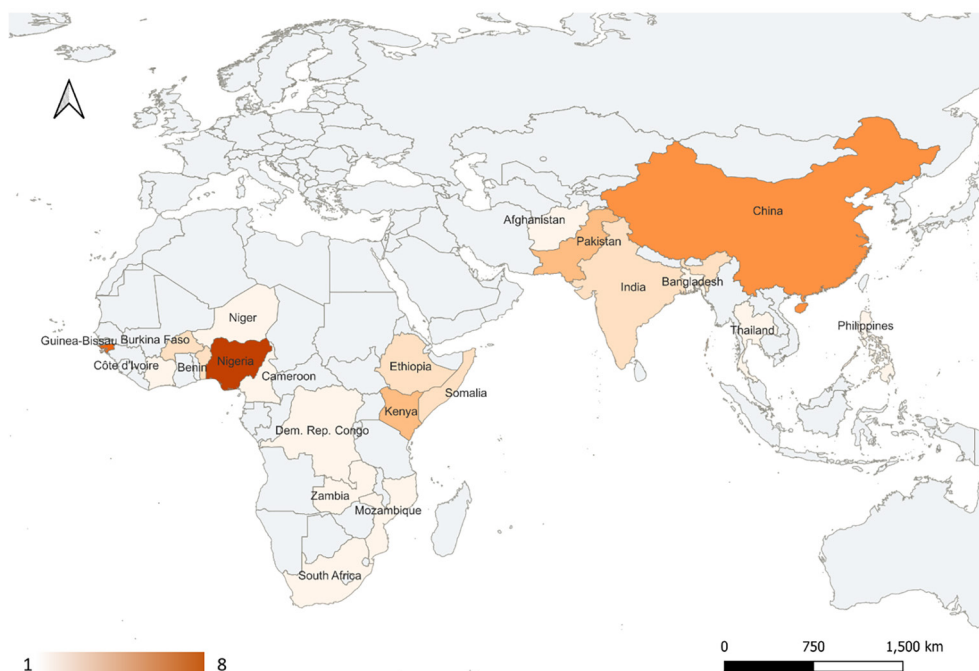 China
Afghanistan
Pakistan
India
Bangladesh
Thailand
Philippines
Niger
Guinea-Bissau
Burkina Faso
Côte d'Ivoire
Benin
Nigeria
Cameroon
Ethiopia
Somalia
Kenya
Dem. Rep. Congo
Zambia
Mozambique
South Africa
1 8
0 750 1,500 km